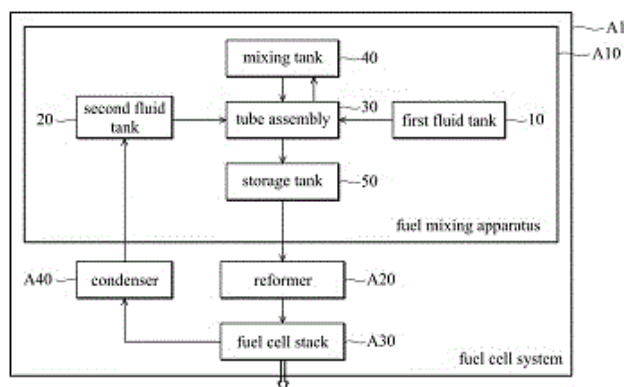 A1
A10
mixing tank
40
20
second fluid
tank
tube assembly
30
first fluid tank
10
storage tank
50
fuel mixing apparatus
A40
condenser
reformer
A20
fuel cell stack
A30
fuel cell system